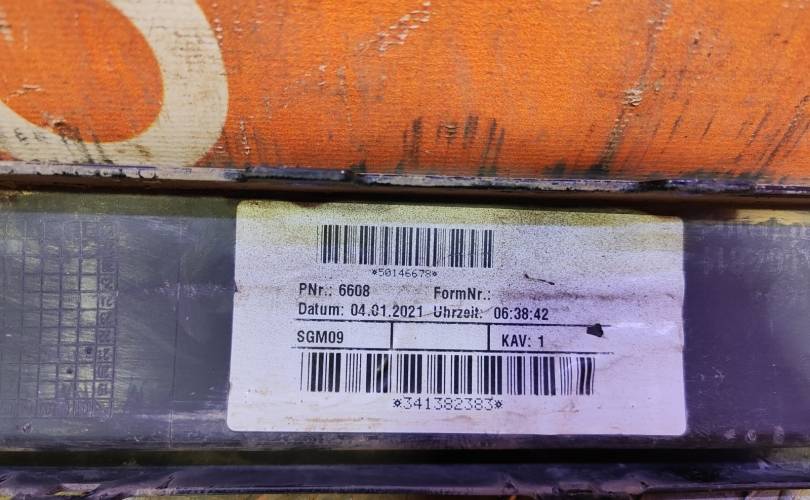 *50146678*
PNr.: 6608 FormNr.:
Datum: 04.01.2021 Uhrzeit: 06:38:42
SGM09 KAV: 1
*341382383*